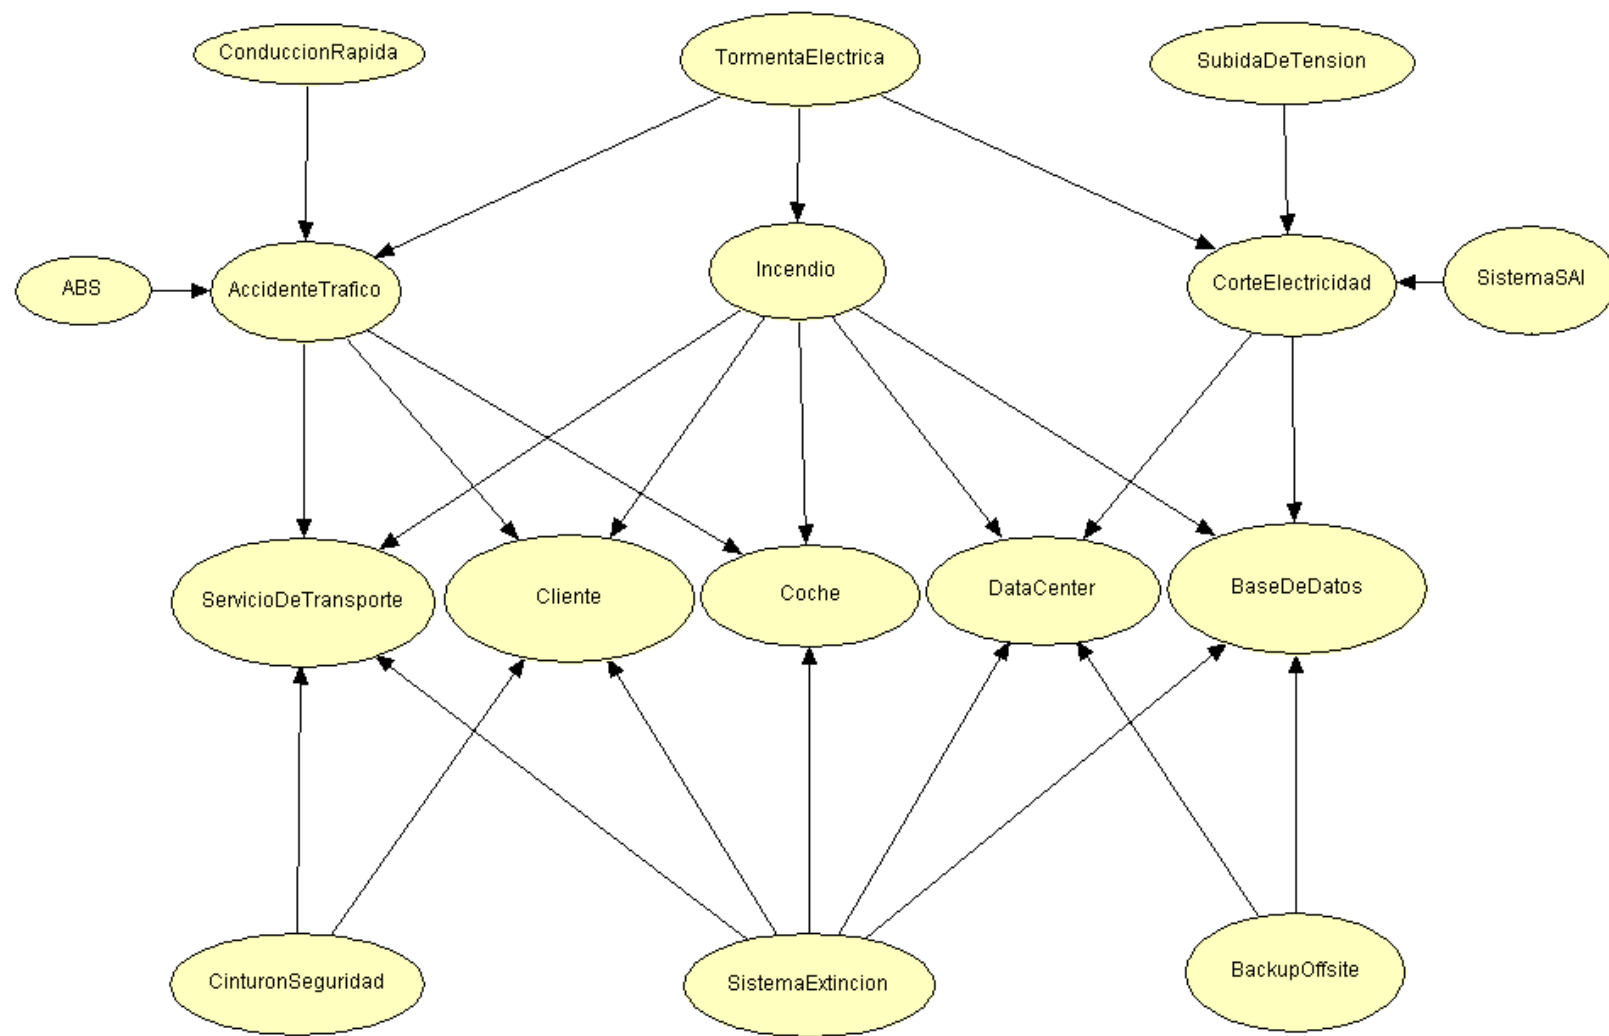 ConduccionRapida
TormentaElectrica
SubidaDeTension
ABS
AccidenteTrafico
Incendio
CorteElectricidad
SistemaSAI
ServicioDeTransporte
Cliente
Coche
DataCenter
BaseDeDatos
CinturonSeguridad
SistemaExtincion
BackupOffsite